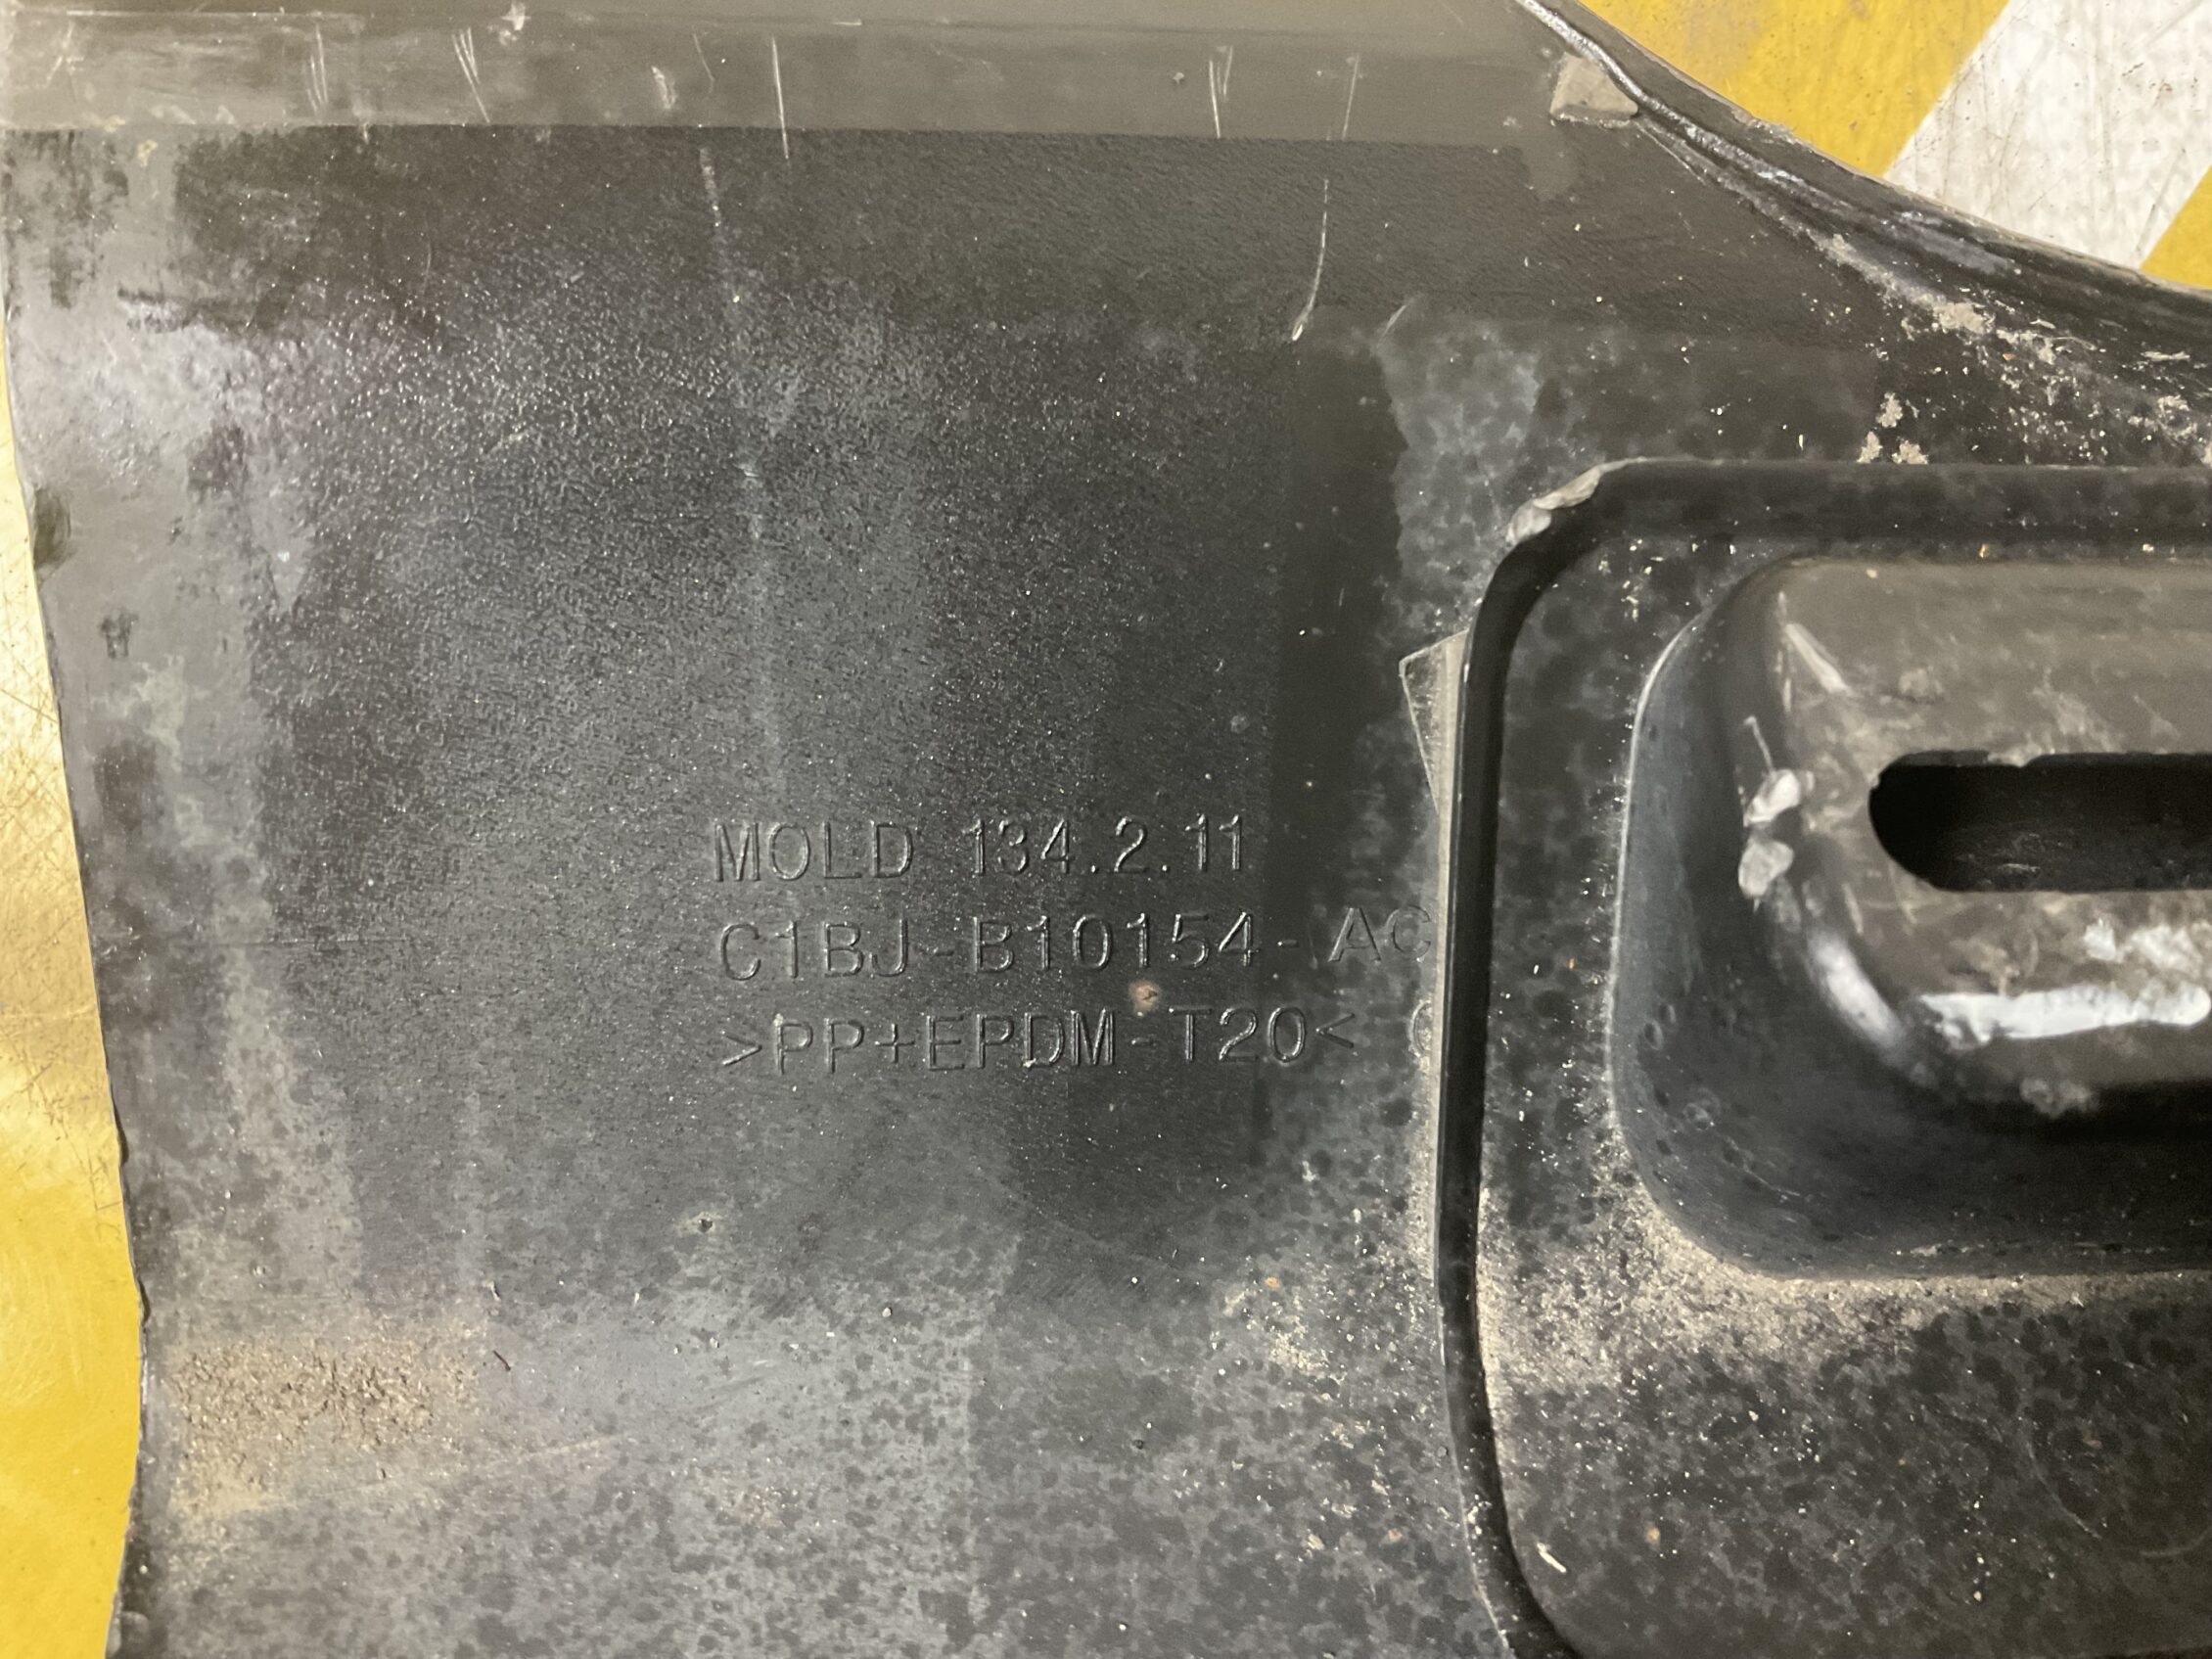 MOLD 134.2.11
C1BJ-B10154-AC
>PP+EPDM-T20<